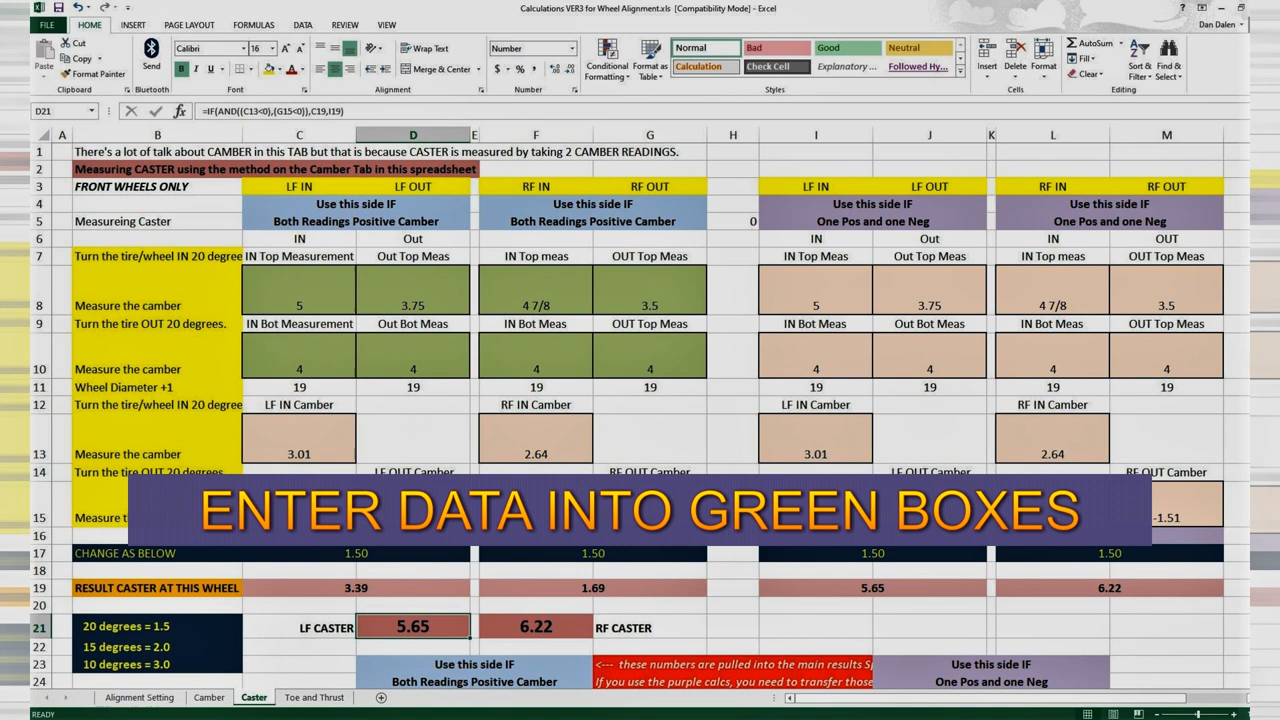 Calculations VER3 for Wheel Alignment.xls [Compatibility Mode] - Excel
FILE HOME INSERT PAGE LAYOUT FORMULAS DATA REVIEW VIEW Dan Dalen
Cut Calibri 16 Wrap Text Number Normal Bad Good Neutral AutoSum
Copy Fill
Paste Format Painter Send Merge & Center Conditional Formatting Format as Table Calculation Check Cell Explanatory ... Followed Hy... Insert Delete Format Clear Sort & Filter Find & Select
Clipboard Bluetooth Font Alignment Number Styles Cells Editing
D21 fx =IF(AND((C13<0),(G15<0)),C19,I19)
A B C D E F G H I J K L M
1 There's a lot of talk about CAMBER in this TAB but that is because CASTER is measured by taking 2 CAMBER READINGS.
2 Measuring CASTER using the method on the Camber Tab in this spreadsheet
3 FRONT WHEELS ONLY LF IN LF OUT RF IN RF OUT LF IN LF OUT RF IN RF OUT
4 Use this side IF Use this side IF Use this side IF Use this side IF
5 Measureing Caster Both Readings Positive Camber Both Readings Positive Camber 0 One Pos and one Neg One Pos and one Neg
6 IN Out IN OUT IN Out IN OUT
7 Turn the tire/wheel IN 20 degree IN Top Measurement Out Top Meas IN Top meas OUT Top Meas IN Top Meas Out Top Meas IN Top meas OUT Top Meas
8 Measure the camber 5 3.75 4 7/8 3.5 5 3.75 4 7/8 3.5
9 Turn the tire OUT 20 degrees. IN Bot Measurement Out Bot Meas IN Bot Meas OUT Top Meas IN Bot Meas Out Bot Meas IN Bot Meas OUT Top Meas
10 Measure the camber 4 4 4 4 4 4 4 4
11 Wheel Diameter +1 19 19 19 19 19 19 19 19
12 Turn the tire/wheel IN 20 degree LF IN Camber RF IN Camber LF IN Camber RF IN Camber
13 Measure the camber 3.01 2.64 3.01 2.64
14 Turn the tire OUT 20 degrees LF OUT Camber RF OUT Camber LF OUT Camber RF OUT Camber
ENTER DATA INTO GREEN BOXES
15 Measure t -1.51
16
17 CHANGE AS BELOW 1.50 1.50 1.50 1.50
18
19 RESULT CASTER AT THIS WHEEL 3.39 1.69 5.65 6.22
20
21 20 degrees = 1.5 LF CASTER 5.65 6.22 RF CASTER
22 15 degrees = 2.0
23 10 degrees = 3.0 Use this side IF <--- these numbers are pulled into the main results Sp Use this side IF
24 Both Readings Positive Camber If you use the purple calcs, you need to transfer those One Pos and one Neg
Alignment Setting Camber Caster Toe and Thrust
READY